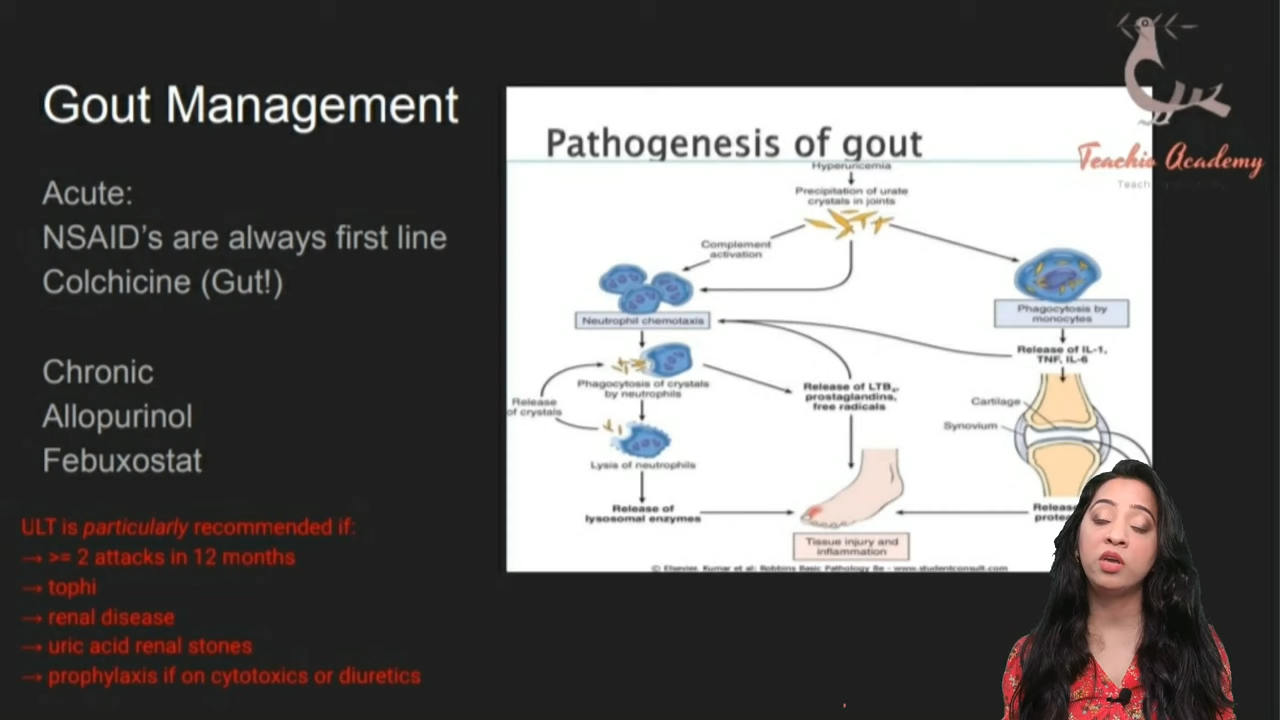 Gout Management
Acute:
NSAID's are always first line
Colchicine (Gut!)
Chronic
Allopurinol
Febuxostat
ULT is particularly recommended if:
→ >= 2 attacks in 12 months
→ tophi
→ renal disease
→ uric acid renal stones
→ prophylaxis if on cytotoxics or diuretics
Pathogenesis of gout
Hyperuricemia
Precipitation of urate
crystals in joints
Complement
activation
Neutrophil chemotaxis
Phagocytosis by
monocytes
Release of IL-1,
TNF, IL-6
Phagocytosis of crystals
by neutrophils
Release
of crystals
Release of LTB4,
prostaglandins,
free radicals
Cartilage
Synovium
Lysis of neutrophils
Release of
lysosomal enzymes
Tissue injury and
inflammation
© Elsevier. Kumar et al: Robbins Basic Pathology 8e - www.studentconsult.com
Teachie Academy